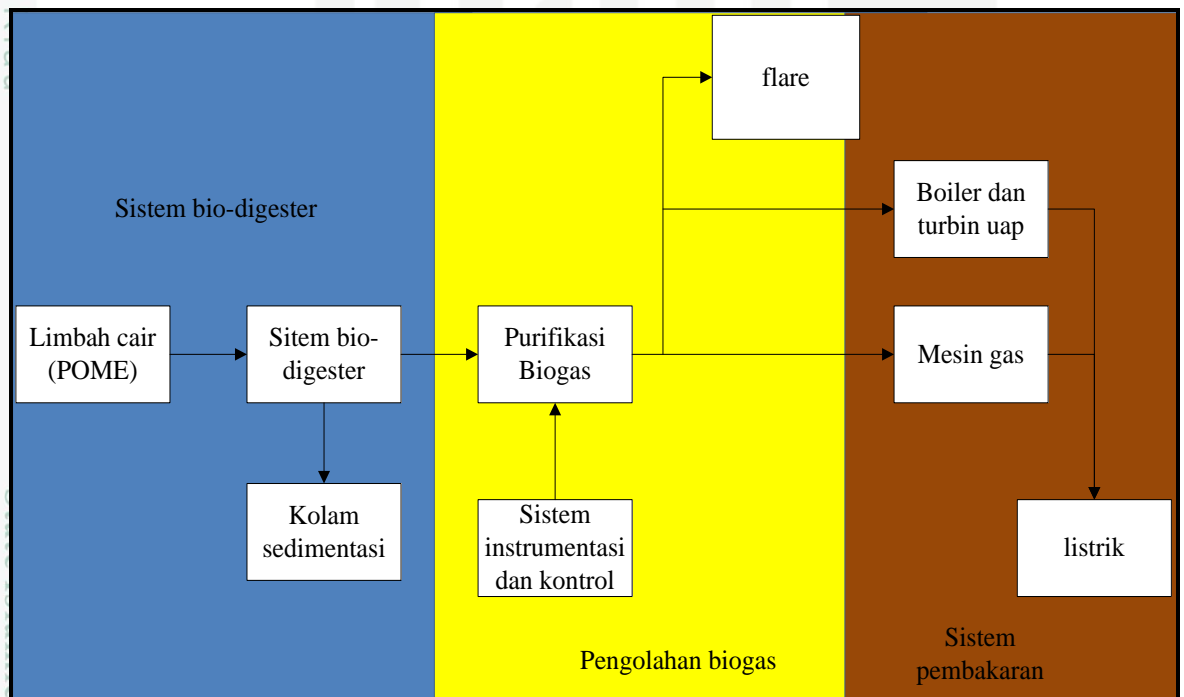 flare
Sistem bio-digester
Boiler dan
turbin uap
Limbah cair
(POME)
Sitem bio-
digester
Purifikasi
Biogas
Mesin gas
Kolam
sedimentasi
Sistem
instrumentasi
dan kontrol
listrik
Pengolahan biogas
Sistem
pembakaran